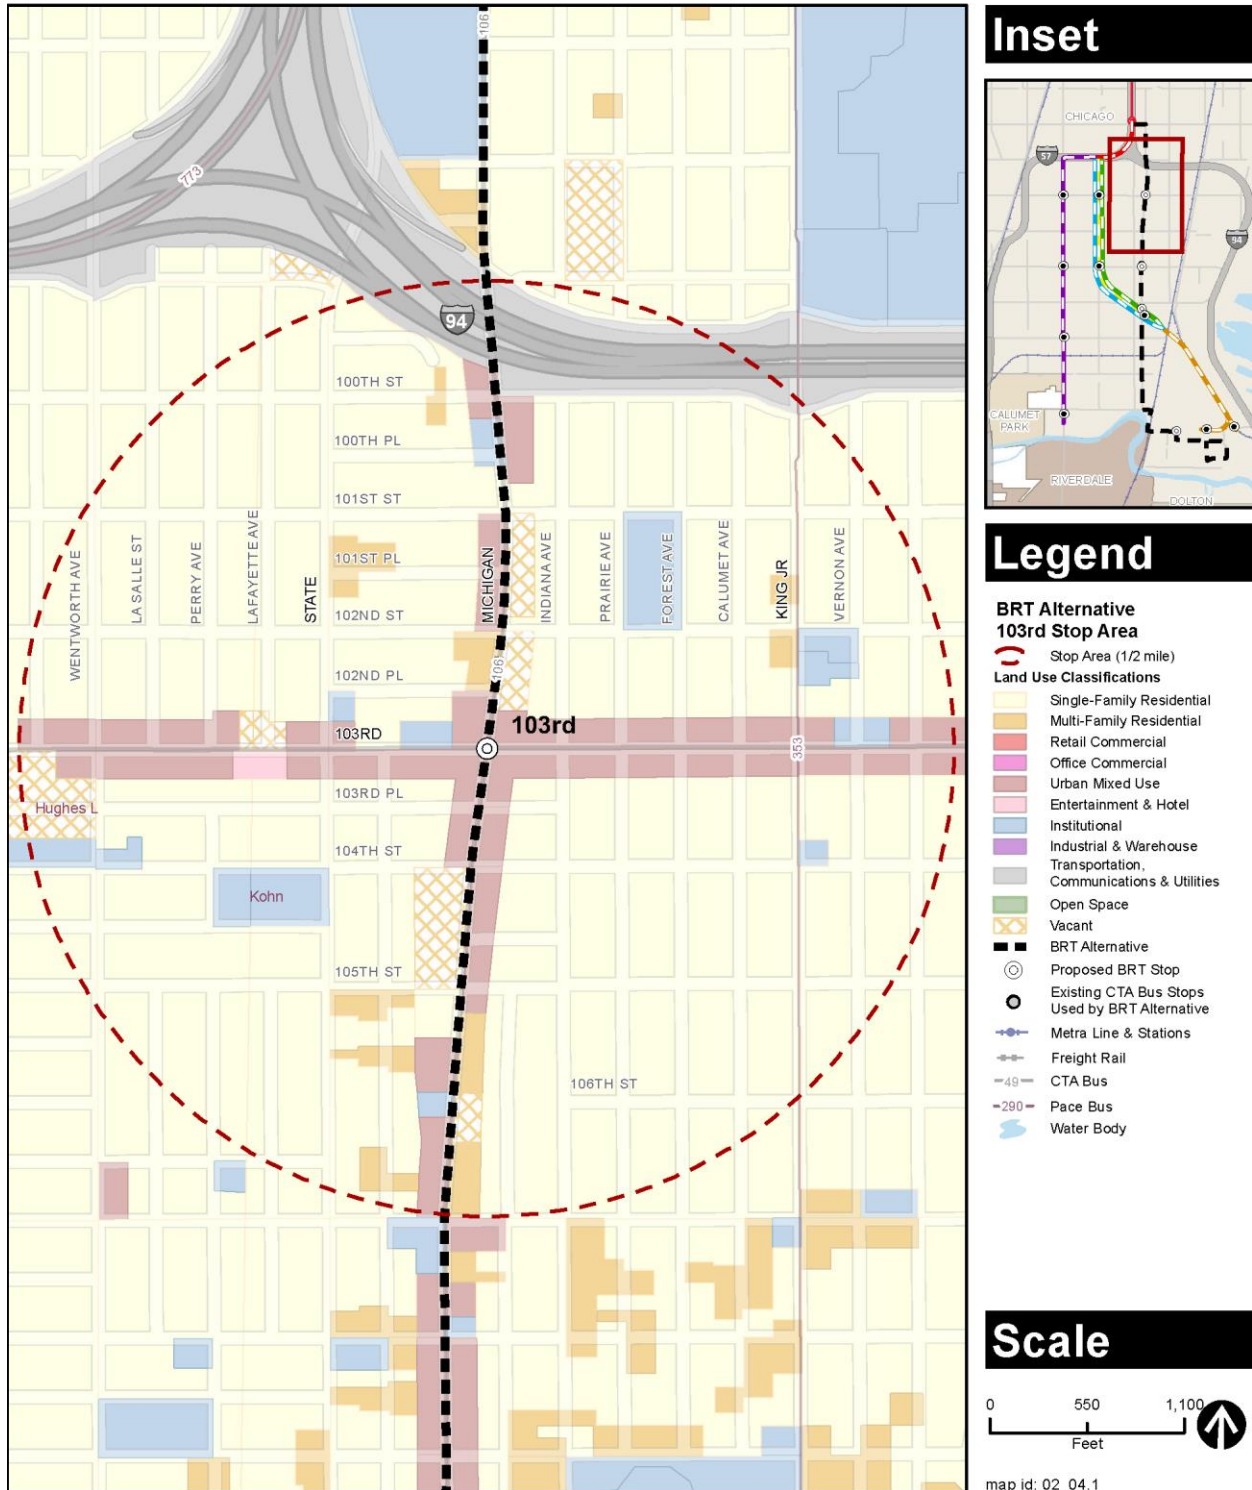 106
773
94
100TH ST
100TH PL
101ST ST
101ST PL
102ND ST
102ND PL
WENTWORTH AVE
LA SALLE ST
PERRY AVE
LAFAYETTE AVE
STATE
MICHIGAN
INDIANA AVE
PRAIRIE AVE
FOREST AVE
CALUMET AVE
KING JR
VERNON AVE
106
103rd
103RD
353
103RD PL
Hughes L
104TH ST
Kohn
105TH ST
106TH ST
Inset
CHICAGO
57
94
CALUMET
PARK
RIVERDALE
DOLTON
Legend
BRT Alternative
103rd Stop Area
Stop Area (1/2 mile)
Land Use Classifications
Single-Family Residential
Multi-Family Residential
Retail Commercial
Office Commercial
Urban Mixed Use
Entertainment & Hotel
Institutional
Industrial & Warehouse
Transportation,
Communications & Utilities
Open Space
Vacant
BRT Alternative
Proposed BRT Stop
Existing CTA Bus Stops
Used by BRT Alternative
Metra Line & Stations
Freight Rail
49 CTA Bus
290 Pace Bus
Water Body
Scale
0 550 1,100
Feet
map id: 02_04.1